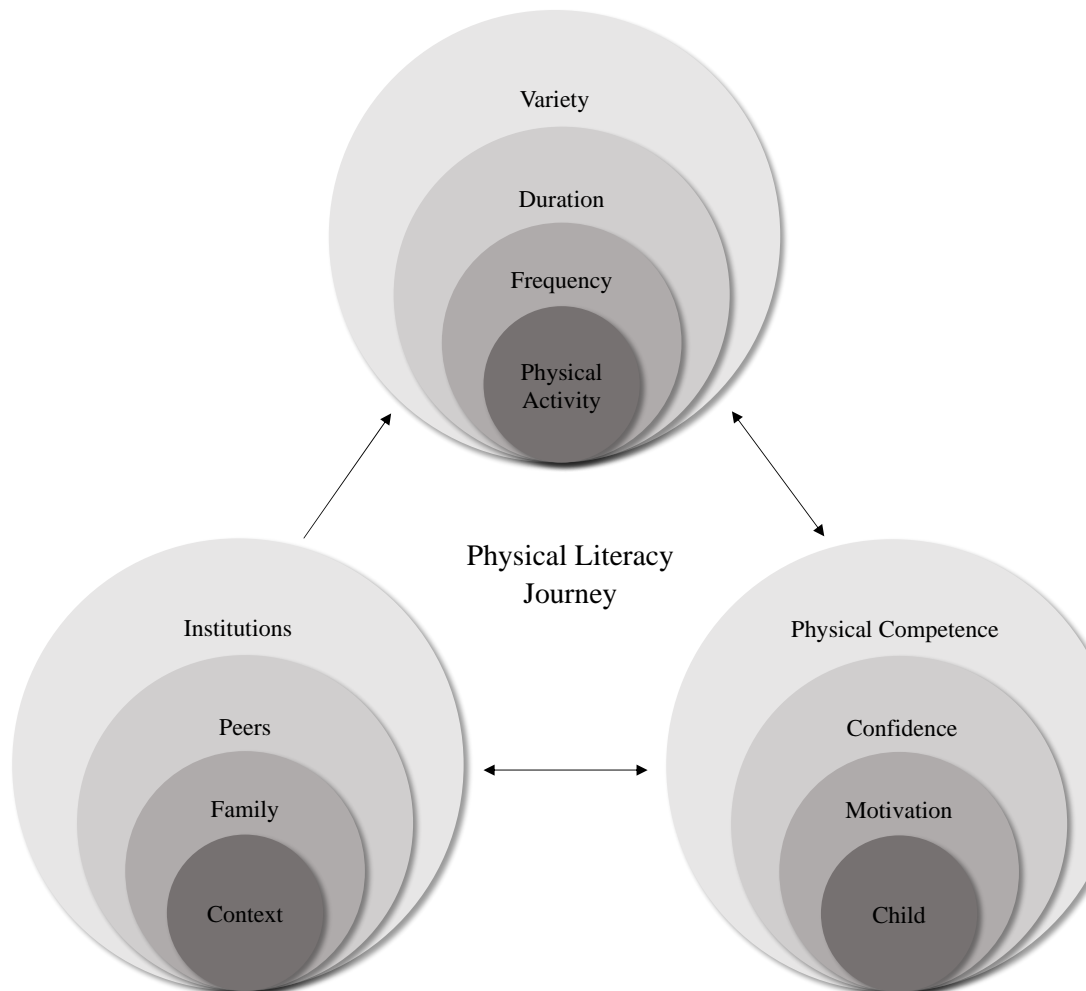 Variety
Duration
Frequency
Physical
Activity
Physical Literacy
Journey
Institutions
Peers
Family
Context
Physical Competence
Confidence
Motivation
Child